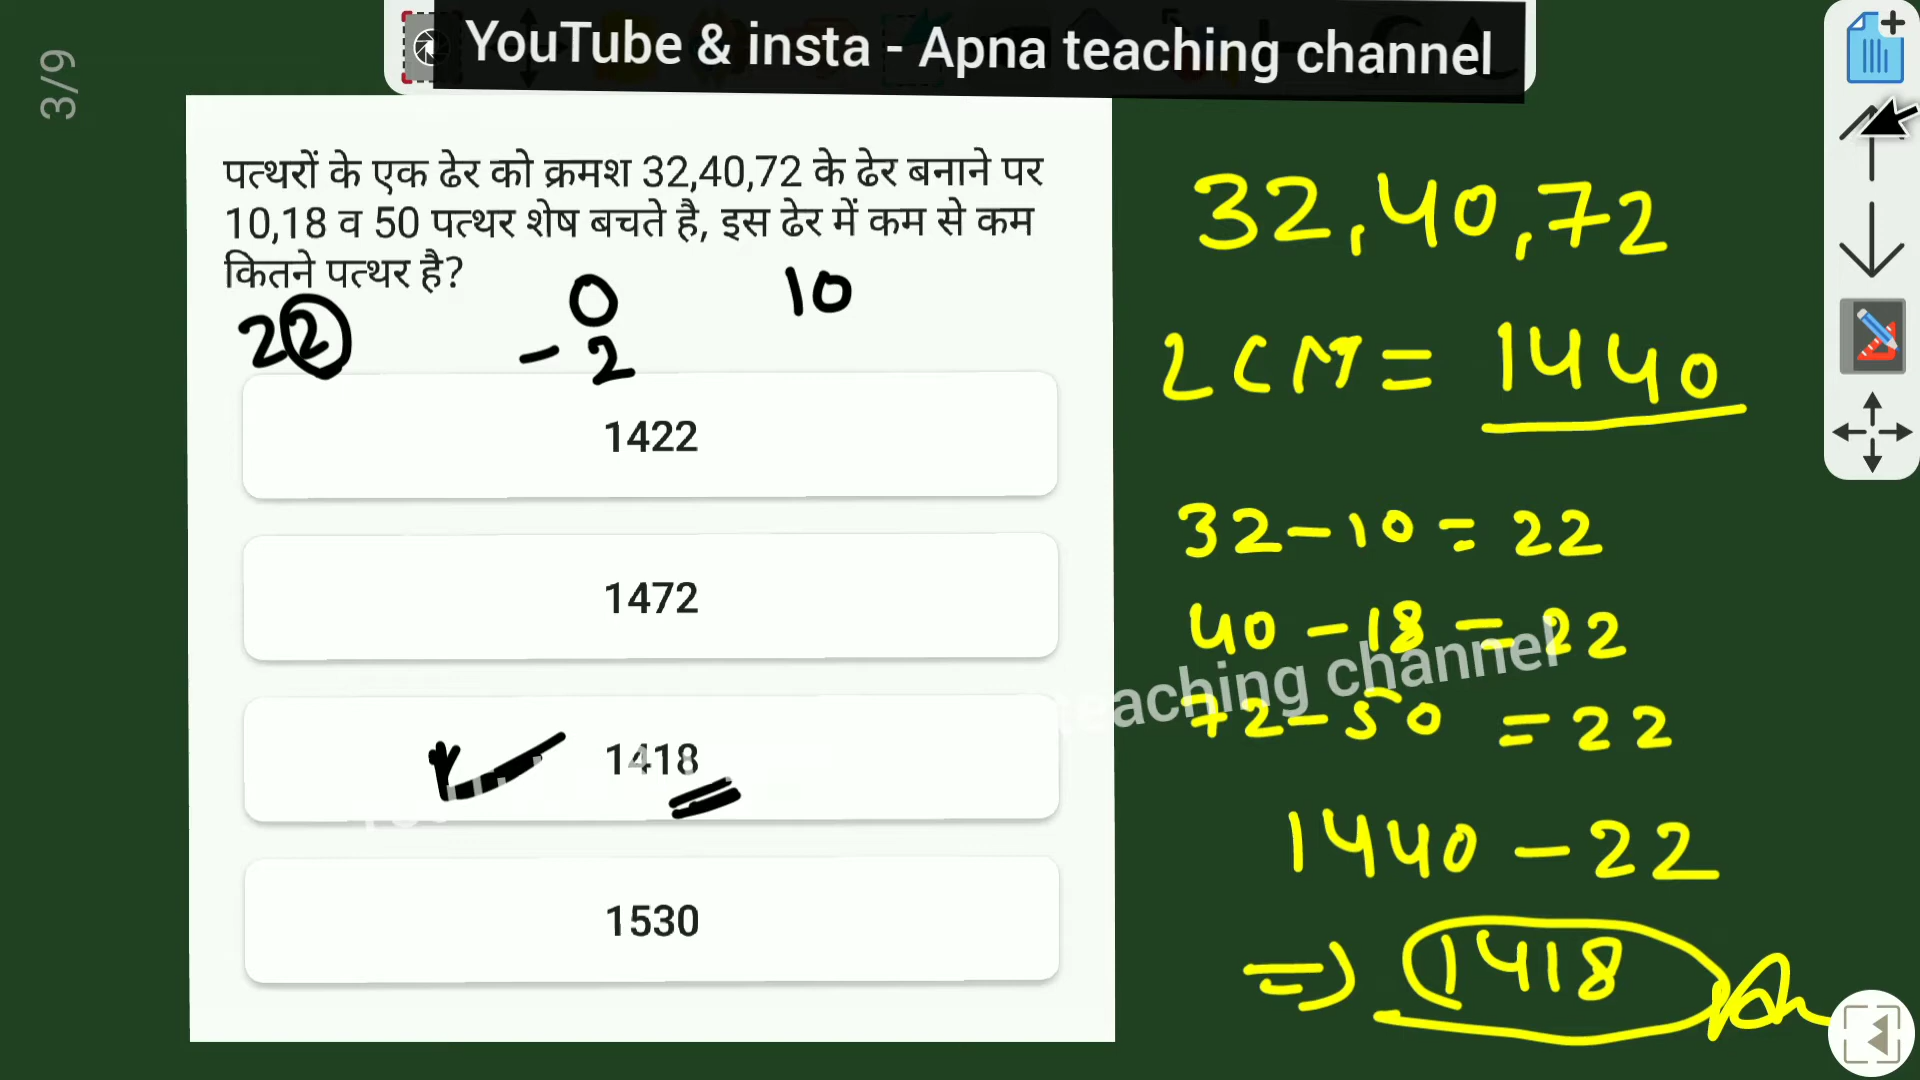 YouTube & insta - Apna teaching channel
3/9
पत्थरों के एक ढेर को क्रमश 32,40,72 के ढेर बनाने पर
10,18 व 50 पत्थर शेष बचते है, इस ढेर में कम से कम
कितने पत्थर है?
22
0
10
- 2
1422
1472
1418
1530
32,40,72
LCM = 1440
32-10 = 22
40-18 = 22
teaching channel
72-50 = 22
1440-22
=) 1418